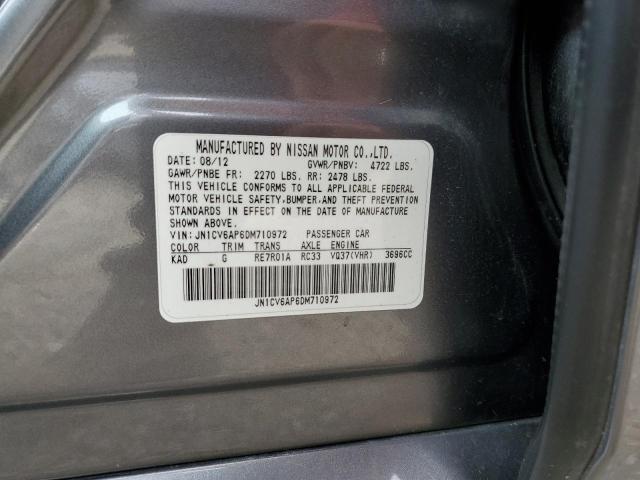 MANUFACTURED BY NISSAN MOTOR CO.,LTD.
DATE: 08/12 GVWR/PNBV: 4722 LBS.
GAWR/PNBE FR: 2270 LBS. RR: 2478 LBS.
THIS VEHICLE CONFORMS TO ALL APPLICABLE FEDERAL
MOTOR VEHICLE SAFETY,BUMPER,AND THEFT PREVENTION
STANDARDS IN EFFECT ON THE DATE OF MANUFACTURE
SHOWN ABOVE.
VIN:JN1CV6AP6DM710972 PASSENGER CAR
COLOR TRIM TRANS AXLE ENGINE
KAD G RE7R01A RC33 VQ37(VHR) 3696CC
JN1CV6AP6DM710972